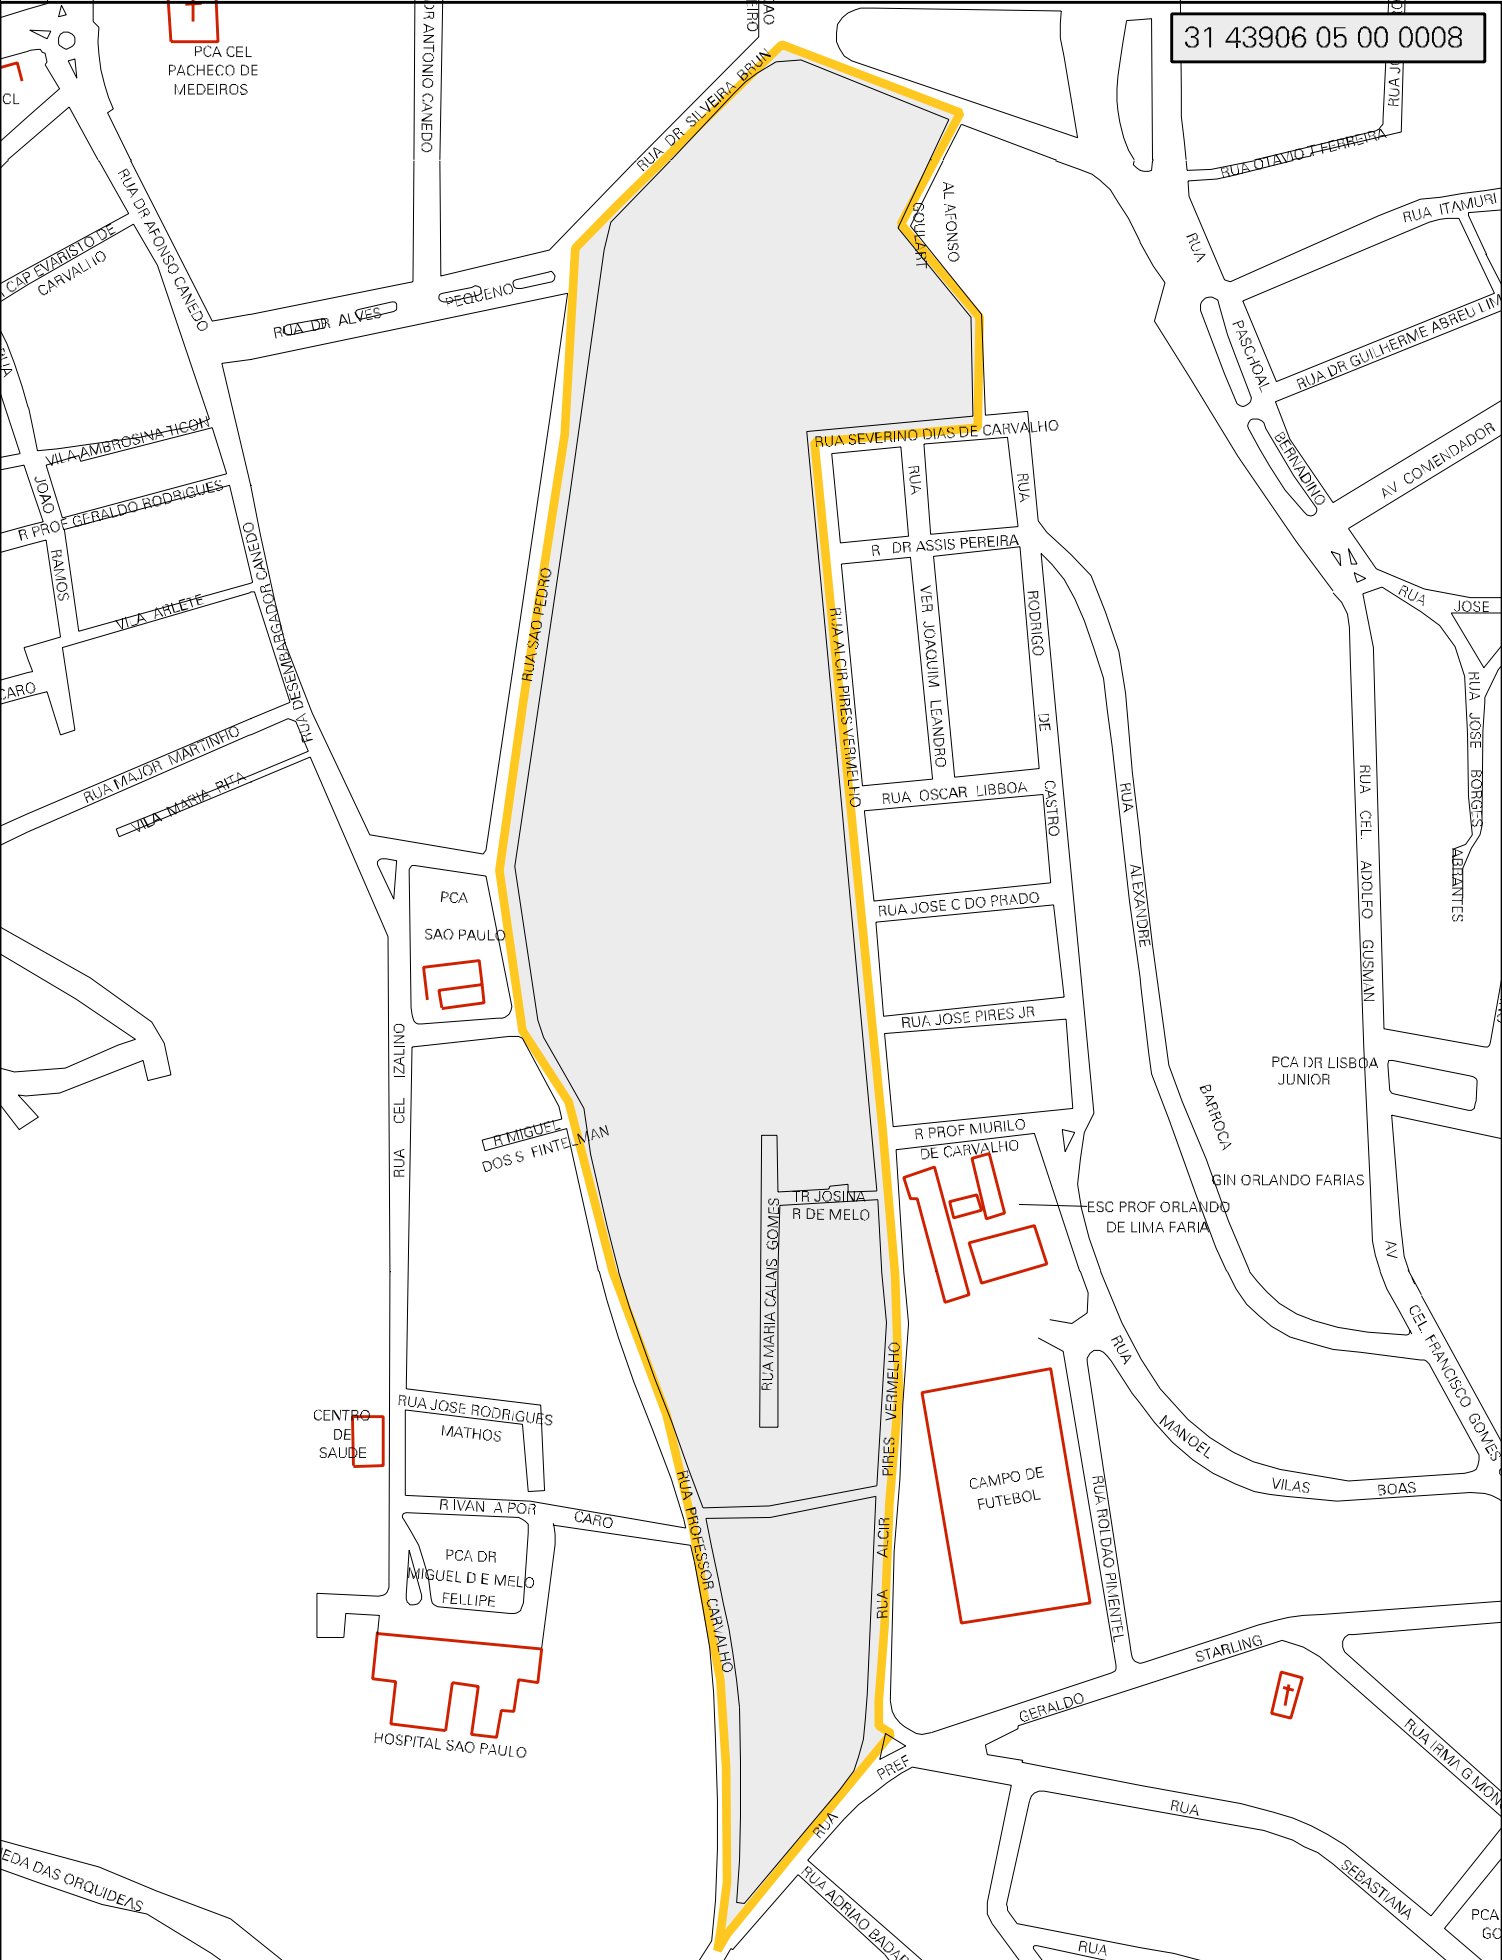 31 43906 05 00 0008
PCA CEL
PACHECO DE
MEDEIROS
CL
DR ANTONIO CANEDO
RUA DR SILVEIRA BRUN
RUA OTAVIO T FERREIRA
RUA ITAMURI
RUA DR AFONSO CANEDO
CAP EVARISTO DE
CARVALHO
AL AFONSO
GOULART
RUA
PASCHOAL
BERNADINO
RUA DR GUILHERME ABREU LIM
AV COMENDADOR
RUA DR ALVES
PEQUENO
VILA AMBROSINA TICON
JOAO
RAMOS
R PROF GERALDO RODRIGUES
VILA ARLETE
RUA DESEMBARGADOR CANEDO
CARO
RUA MAJOR MARTINHO
VILA MARIA RITA
RUA SAO PEDRO
RUA SEVERINO DIAS DE CARVALHO
RUA
VER JOAQUIM LEANDRO
RUA
RODRIGO
DE
CASTRO
R DR ASSIS PEREIRA
RUA ALCIR PIRES VERMELHO
RUA OSCAR LIBBOA
RUA JOSE C DO PRADO
RUA JOSE PIRES JR
R PROF MURILO
DE CARVALHO
RUA
ALEXANDRE
BARROCA
RUA JOSE
RUA JOSE BORGES
ABRANTES
RUA CEL. ADOLFO GUSMAN
PCA DR LISBOA
JUNIOR
GIN ORLANDO FARIAS
ESC PROF ORLANDO
DE LIMA FARIA
AV
CEL. FRANCISCO GOMES
PCA
SAO PAULO
RUA CEL IZALINO
R MIGUEL
DOS S FINTELMAN
TR JOSINA
R DE MELO
RUA MARIA CALAIS GOMES
RUA ALCIR PIRES VERMELHO
CAMPO DE
FUTEBOL
RUA
MANOEL
VILAS
BOAS
RUA ROLDAO PIMENTEL
CENTRO
DE
SAUDE
RUA JOSE RODRIGUES
MATHOS
R IVAN A POR
CARO
PCA DR
MIGUEL D E MELO
FELLIPE
HOSPITAL SAO PAULO
RUA PROFESSOR CARVALHO
RUA
PREF
GERALDO
STARLING
RUA IRMA G MON
RUA
SEBASTIANA
RUA ADRIAO BADAR
RUA
PCA
GO
EDA DAS ORQUIDEAS